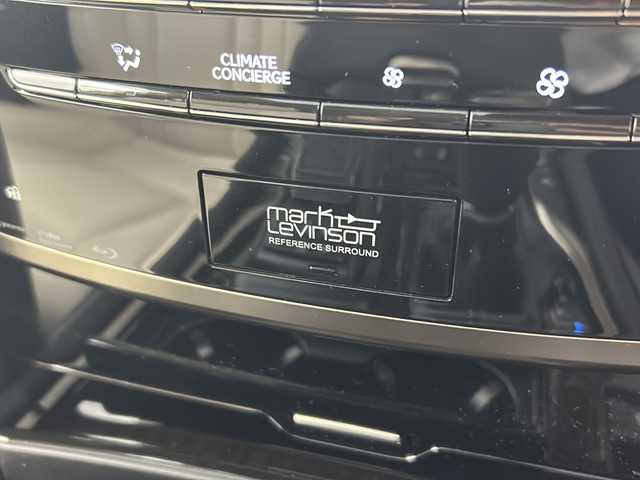 CLIMATE
CONCIERGE
mark
Levinson
REFERENCE SURROUND